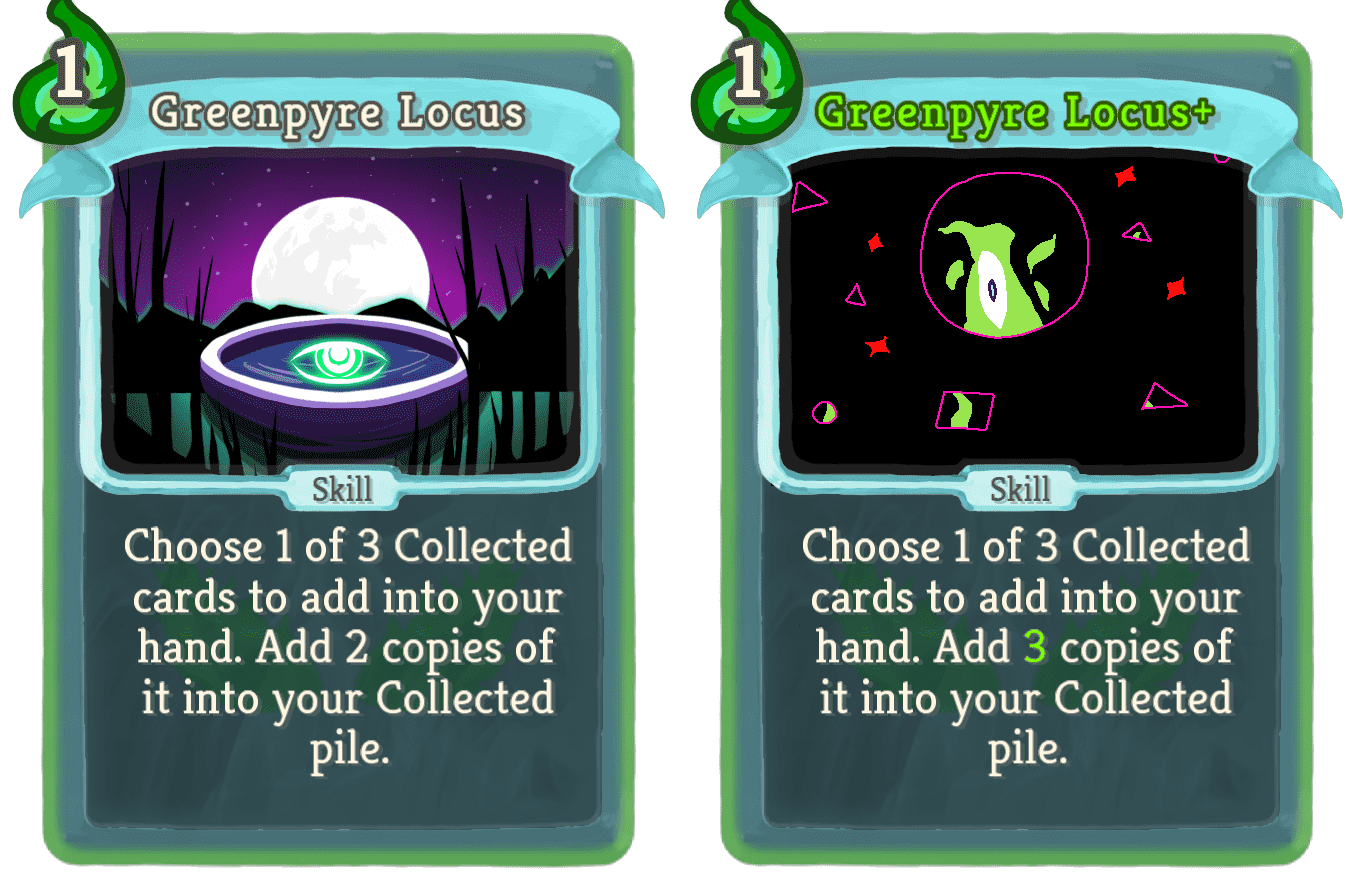 1
Greenpyre Locus
Skill
Choose 1 of 3 Collected
cards to add into your
hand. Add 2 copies of
it into your Collected
pile.
1
Greenpyre Locus+
Skill
Choose 1 of 3 Collected
cards to add into your
hand. Add 3 copies of
it into your Collected
pile.